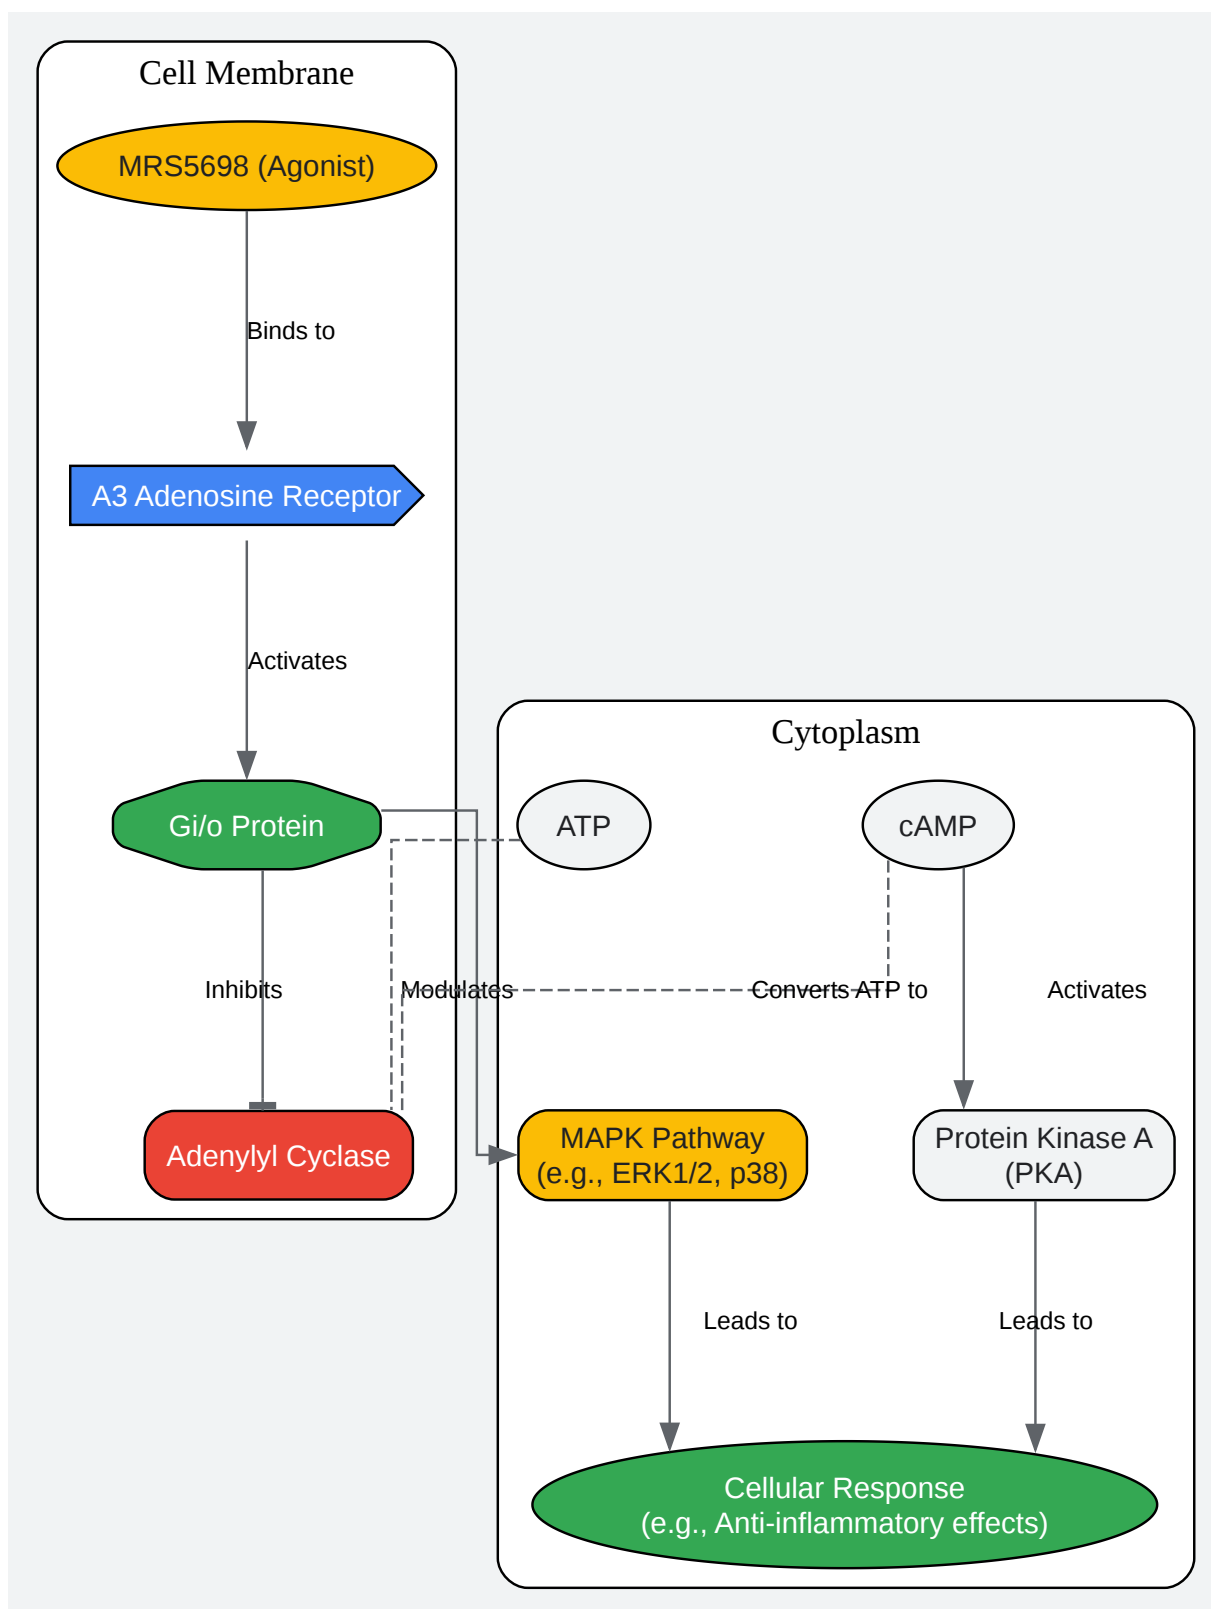 Cell Membrane
MRS5698 (Agonist)
Binds to
A3 Adenosine Receptor
Activates
Cytoplasm
Gi/o Protein
ATP
cAMP
Inhibits
Modulates
Converts ATP to
Activates
Adenylyl Cyclase
MAPK Pathway
(e.g., ERK1/2, p38)
Protein Kinase A
(PKA)
Leads to
Leads to
Cellular Response
(e.g., Anti-inflammatory effects)